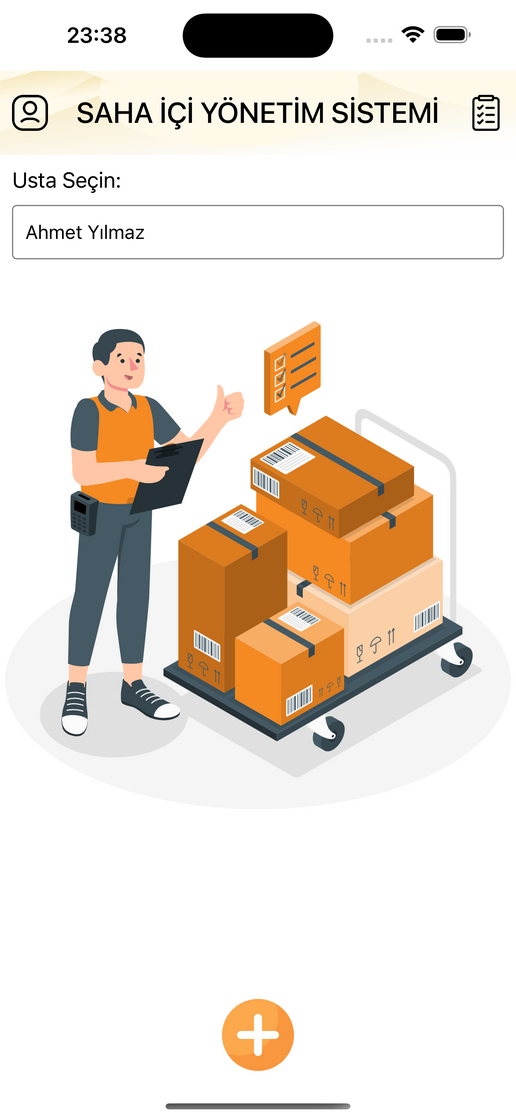 23:38
SAHA İÇİ YÖNETİM SİSTEMİ
Usta Seçin:
Ahmet Yılmaz